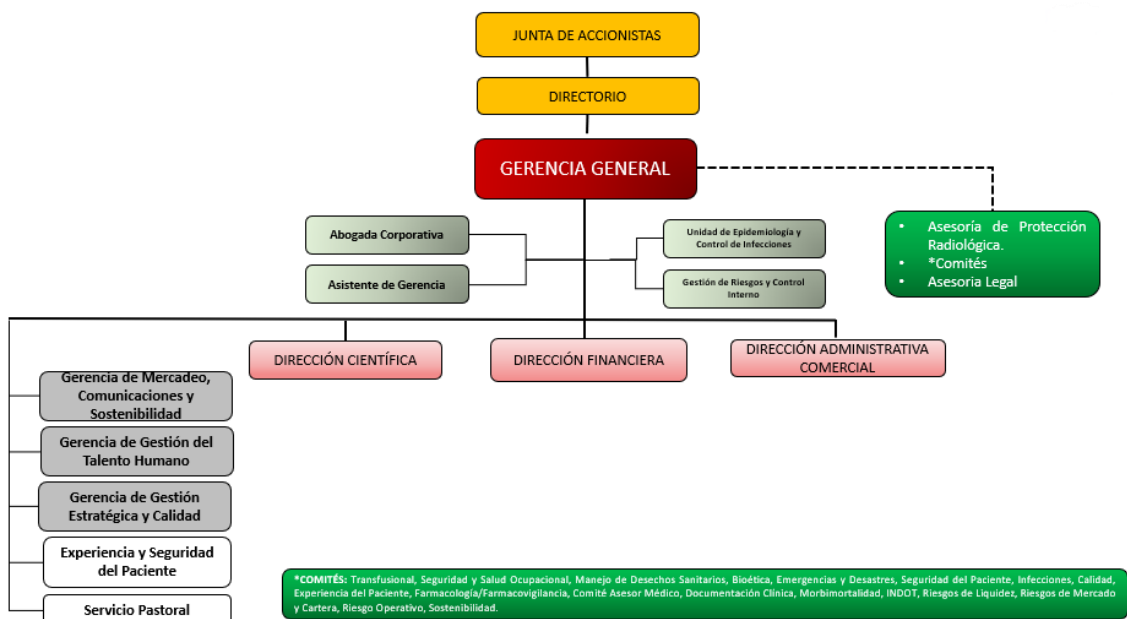 JUNTA DE ACCIONISTAS
DIRECTORIO
GERENCIA GENERAL
Abogada Corporativa
Asistente de Gerencia
Unidad de Epidemiología y
Control de Infecciones
Gestión de Riesgos y Control
Interno
• Asesoría de Protección
Radiológica.
• *Comités
• Asesoria Legal
DIRECCIÓN CIENTÍFICA
DIRECCIÓN FINANCIERA
DIRECCIÓN ADMINISTRATIVA
COMERCIAL
Gerencia de Mercadeo,
Comunicaciones y
Sostenibilidad
Gerencia de Gestión del
Talento Humano
Gerencia de Gestión
Estratégica y Calidad
Experiencia y Seguridad
del Paciente
Servicio Pastoral
*COMITÉS: Transfusional, Seguridad y Salud Ocupacional, Manejo de Desechos Sanitarios, Bioética, Emergencias y Desastres, Seguridad del Paciente, Infecciones, Calidad,
Experiencia del Paciente, Farmacología/Farmacovigilancia, Comité Asesor Médico, Documentación Clínica, Morbimortalidad, INDOT, Riesgos de Liquidez, Riesgos de Mercado
y Cartera, Riesgo Operativo, Sostenibilidad.